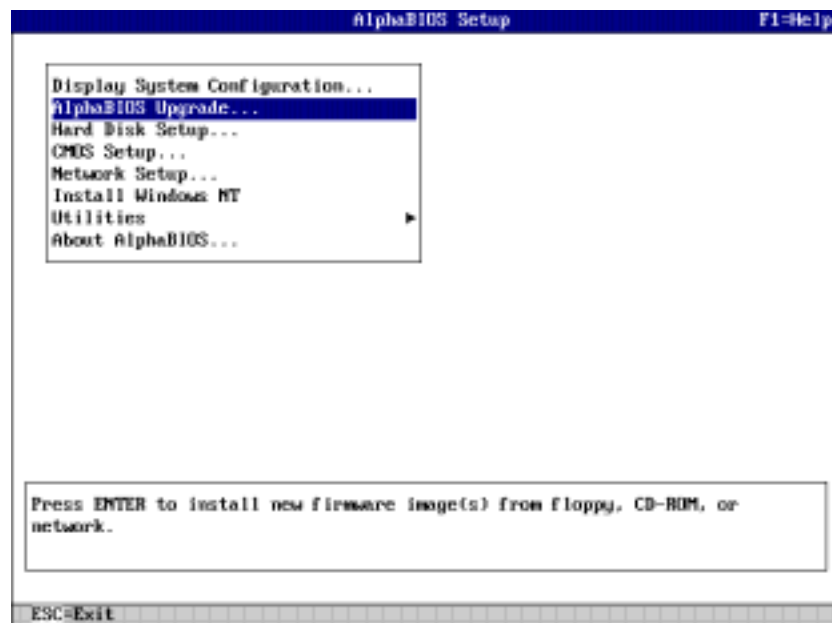 AlphaBIOS Setup F1=Help
Display System Configuration...
AlphaBIOS Upgrade...
Hard Disk Setup...
CMOS Setup...
Network Setup...
Install Windows NT
Utilities ▶
About AlphaBIOS...
Press ENTER to install new firmware image(s) from floppy, CD-ROM, or
network.
ESC=Exit